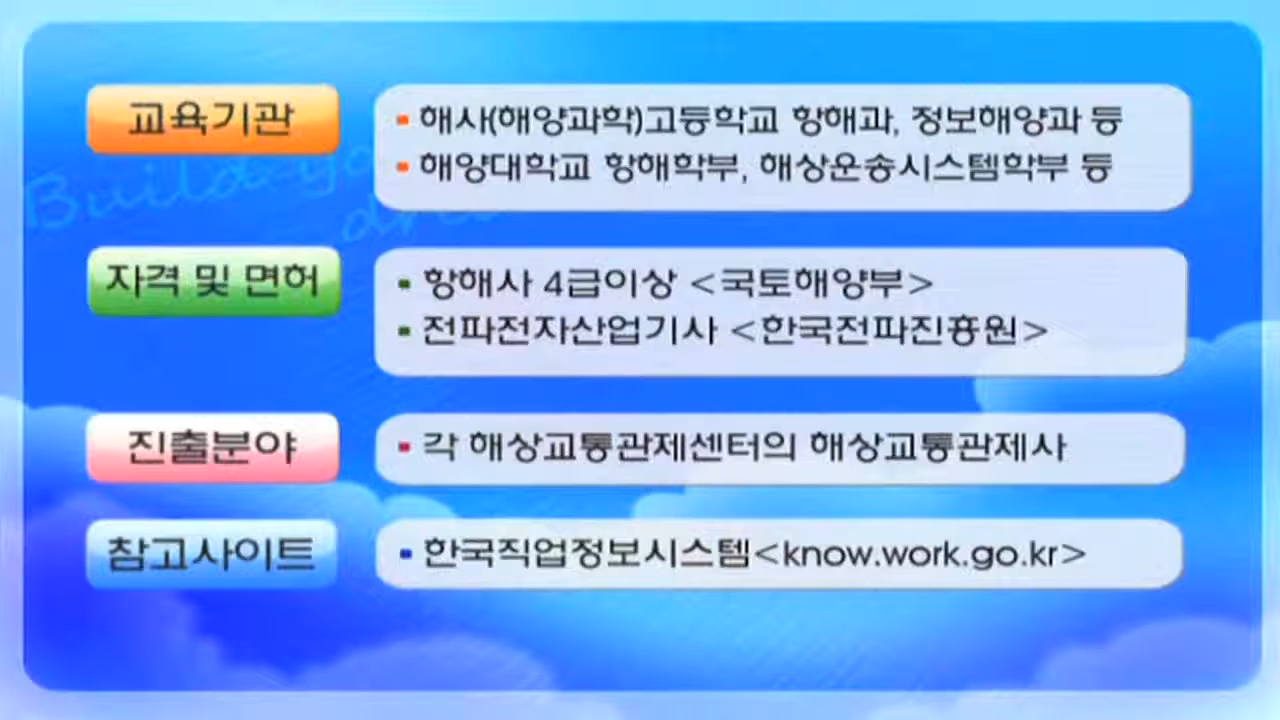 교육기관
▪ 해사(해양과학)고등학교 항해과, 정보해양과 등
▪ 해양대학교 항해학부, 해상운송시스템학부 등
자격 및 면허
▪ 항해사 4급이상 <국토해양부>
▪ 전파전자산업기사 <한국전파진흥원>
진출분야
▪ 각 해상교통관제센터의 해상교통관제사
참고사이트
▪ 한국직업정보시스템<know.work.go.kr>
Build